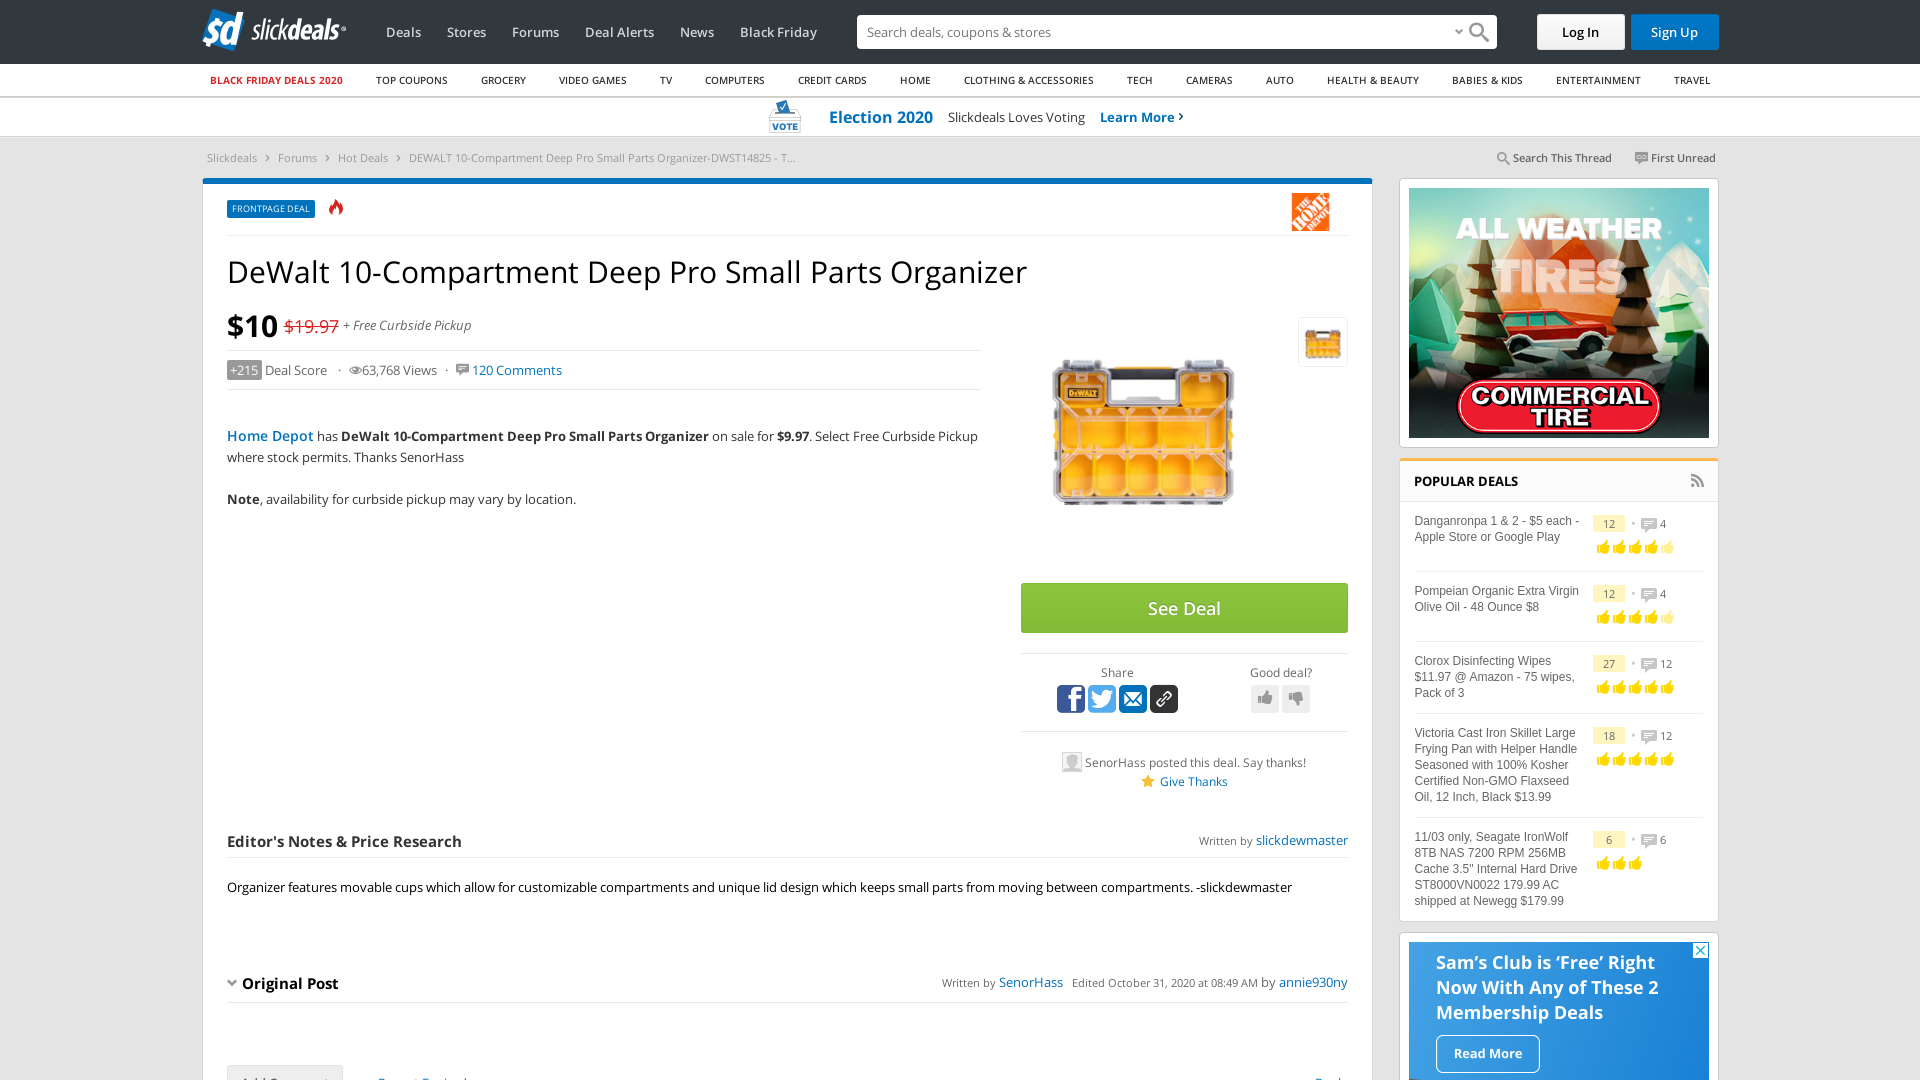 sd slickdeals
Deals Stores Forums Deal Alerts News Black Friday Search deals, coupons & shopping Log In Sign Up
BLACK FRIDAY DEALS 2020 TOP COUPONS GROCERY VIDEO GAMES TV COMPUTERS CREDIT CARDS HOME CLOTHING & ACCESSORIES TECH CAMERAS AUTO HEALTH & BEAUTY BABIES & KIDS ENTERTAINMENT TRAVEL
VOTE Election 2020 Slickdeals Loves Voting Learn More
Slickdeals Forums Hot Deals DEWALT 10-Compartment Deep Pro Small Parts Organizer-DWST14825 - T... Search This Thread First Unread
FRONTPAGE DEAL
THE HOME DEPOT
DeWalt 10-Compartment Deep Pro Small Parts Organizer
$10 $19.97 + Free Curbside Pickup
+215 Deal Score · 63,768 Views · 120 Comments
Home Depot has DeWalt 10-Compartment Deep Pro Small Parts Organizer on sale for $9.97. Select Free Curbside Pickup
where stock permits. Thanks SenorHass
Note, availability for curbside pickup may vary by location.
DEWALT
See Deal
Share Good deal?
SenorHass posted this deal. Say thanks!
Give Thanks
Editor's Notes & Price Research Written by slickdewmaster
Organizer features movable cups which allow for customizable compartments and unique lid design which keeps small parts from moving between compartments. -slickdewmaster
Original Post Written by SenorHass Edited October 31, 2020 at 08:49 AM by annie930ny
ALL WEATHER
TIRES
COMMERCIAL
TIRE
POPULAR DEALS
Danganronpa 1 & 2 - $5 each -
Apple Store or Google Play
12 • 4
Pompeian Organic Extra Virgin
Olive Oil - 48 Ounce $8
12 • 4
Clorox Disinfecting Wipes
$11.97 @ Amazon - 75 wipes,
Pack of 3
27 • 12
Victoria Cast Iron Skillet Large
Frying Pan with Helper Handle
Seasoned with 100% Kosher
Certified Non-GMO Flaxseed
Oil, 12 Inch, Black $13.99
18 • 12
11/03 only, Seagate IronWolf
8TB NAS 7200 RPM 256MB
Cache 3.5" Internal Hard Drive
ST8000VN0022 179.99 AC
shipped at Newegg $179.99
6 • 6
Sam's Club is ‘Free’ Right
Now With Any of These 2
Membership Deals
Read More